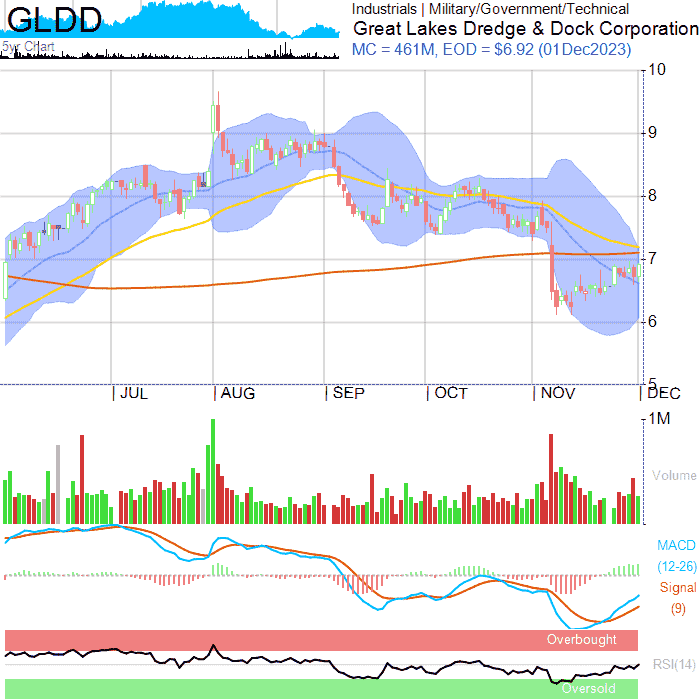 GLDD
5yr Chart
Industrials | Military/Government/Technical
Great Lakes Dredge & Dock Corporation
MC = 461M, EOD = $6.92 (01Dec2023)
10
9
8
7
6
5
JUL AUG SEP OCT NOV DEC
1M
Volume
MACD
(12-26)
Signal
(9)
Overbought
RSI(14)
Oversold